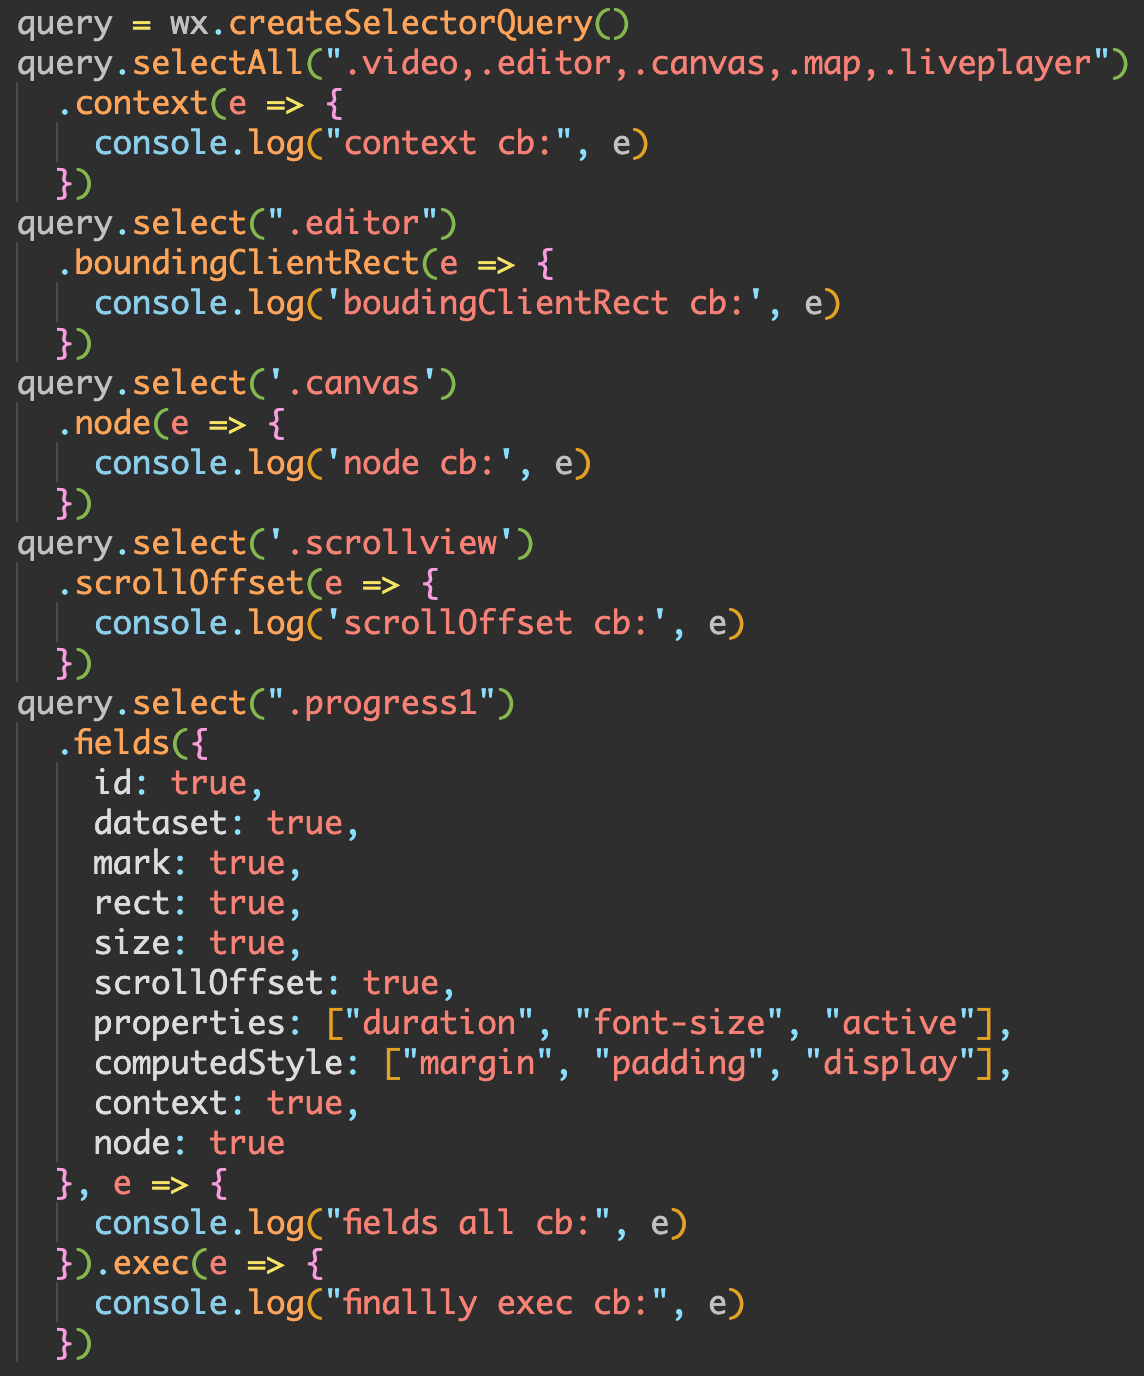 query = wx.createSelectorQuery()
query.selectAll(".video,.editor,.canvas,.map,.liveplayer")
  .context(e => {
    console.log("context cb:", e)
  })
query.select(".editor")
  .boundingClientRect(e => {
    console.log('boudingClientRect cb:', e)
  })
query.select('.canvas')
  .node(e => {
    console.log('node cb:', e)
  })
query.select('.scrollview')
  .scrollOffset(e => {
    console.log('scrollOffset cb:', e)
  })
query.select(".progress1")
  .fields({
    id: true,
    dataset: true,
    mark: true,
    rect: true,
    size: true,
    scrollOffset: true,
    properties: ["duration", "font-size", "active"],
    computedStyle: ["margin", "padding", "display"],
    context: true,
    node: true
  }, e => {
    console.log("fields all cb:", e)
  }).exec(e => {
    console.log("finallly exec cb:", e)
  })